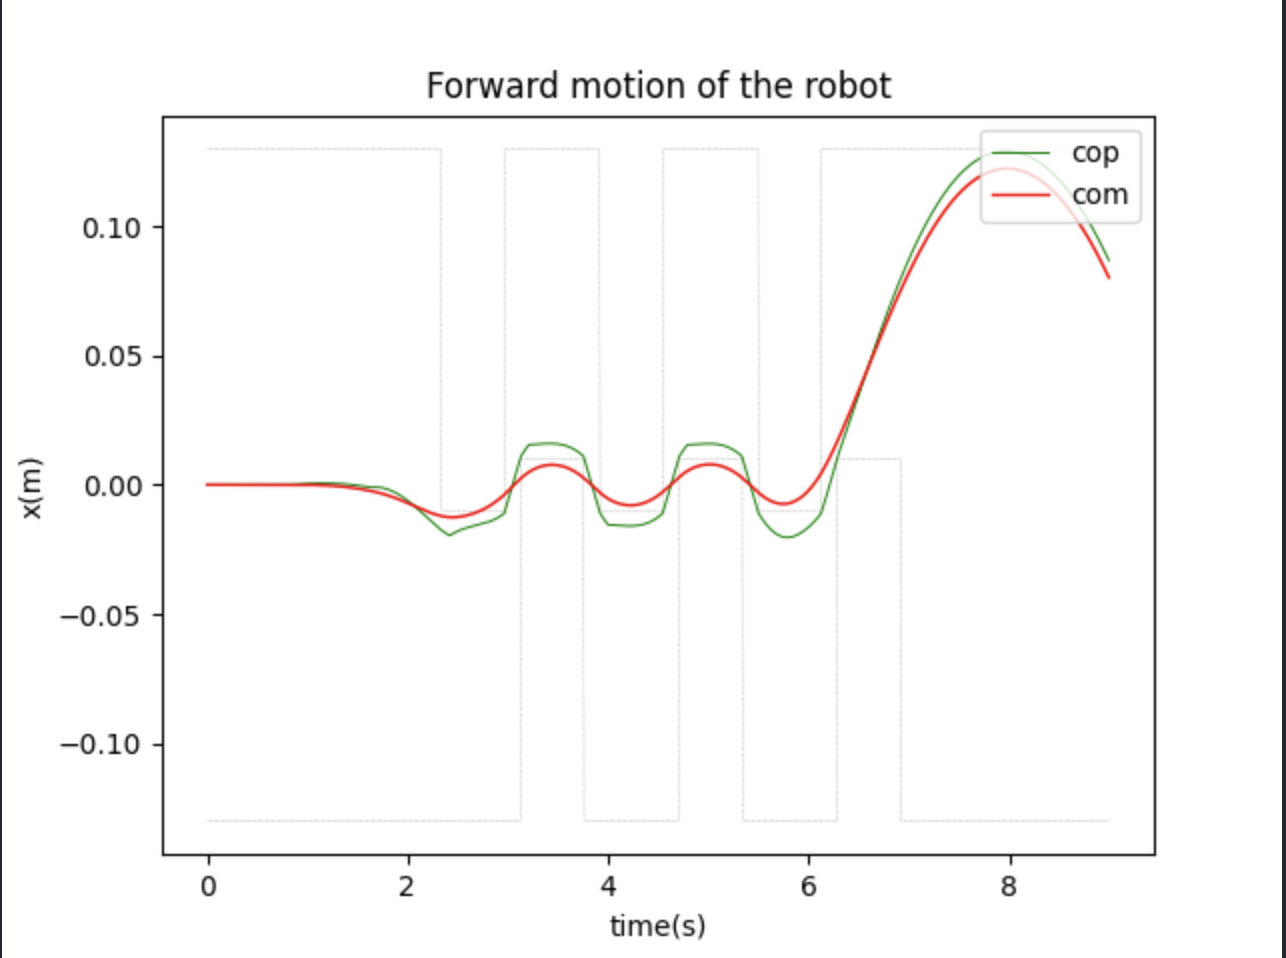 Forward motion of the robot
cop
com
0.10
0.05
0.00
−0.05
−0.10
x(m)
0 2 4 6 8
time(s)